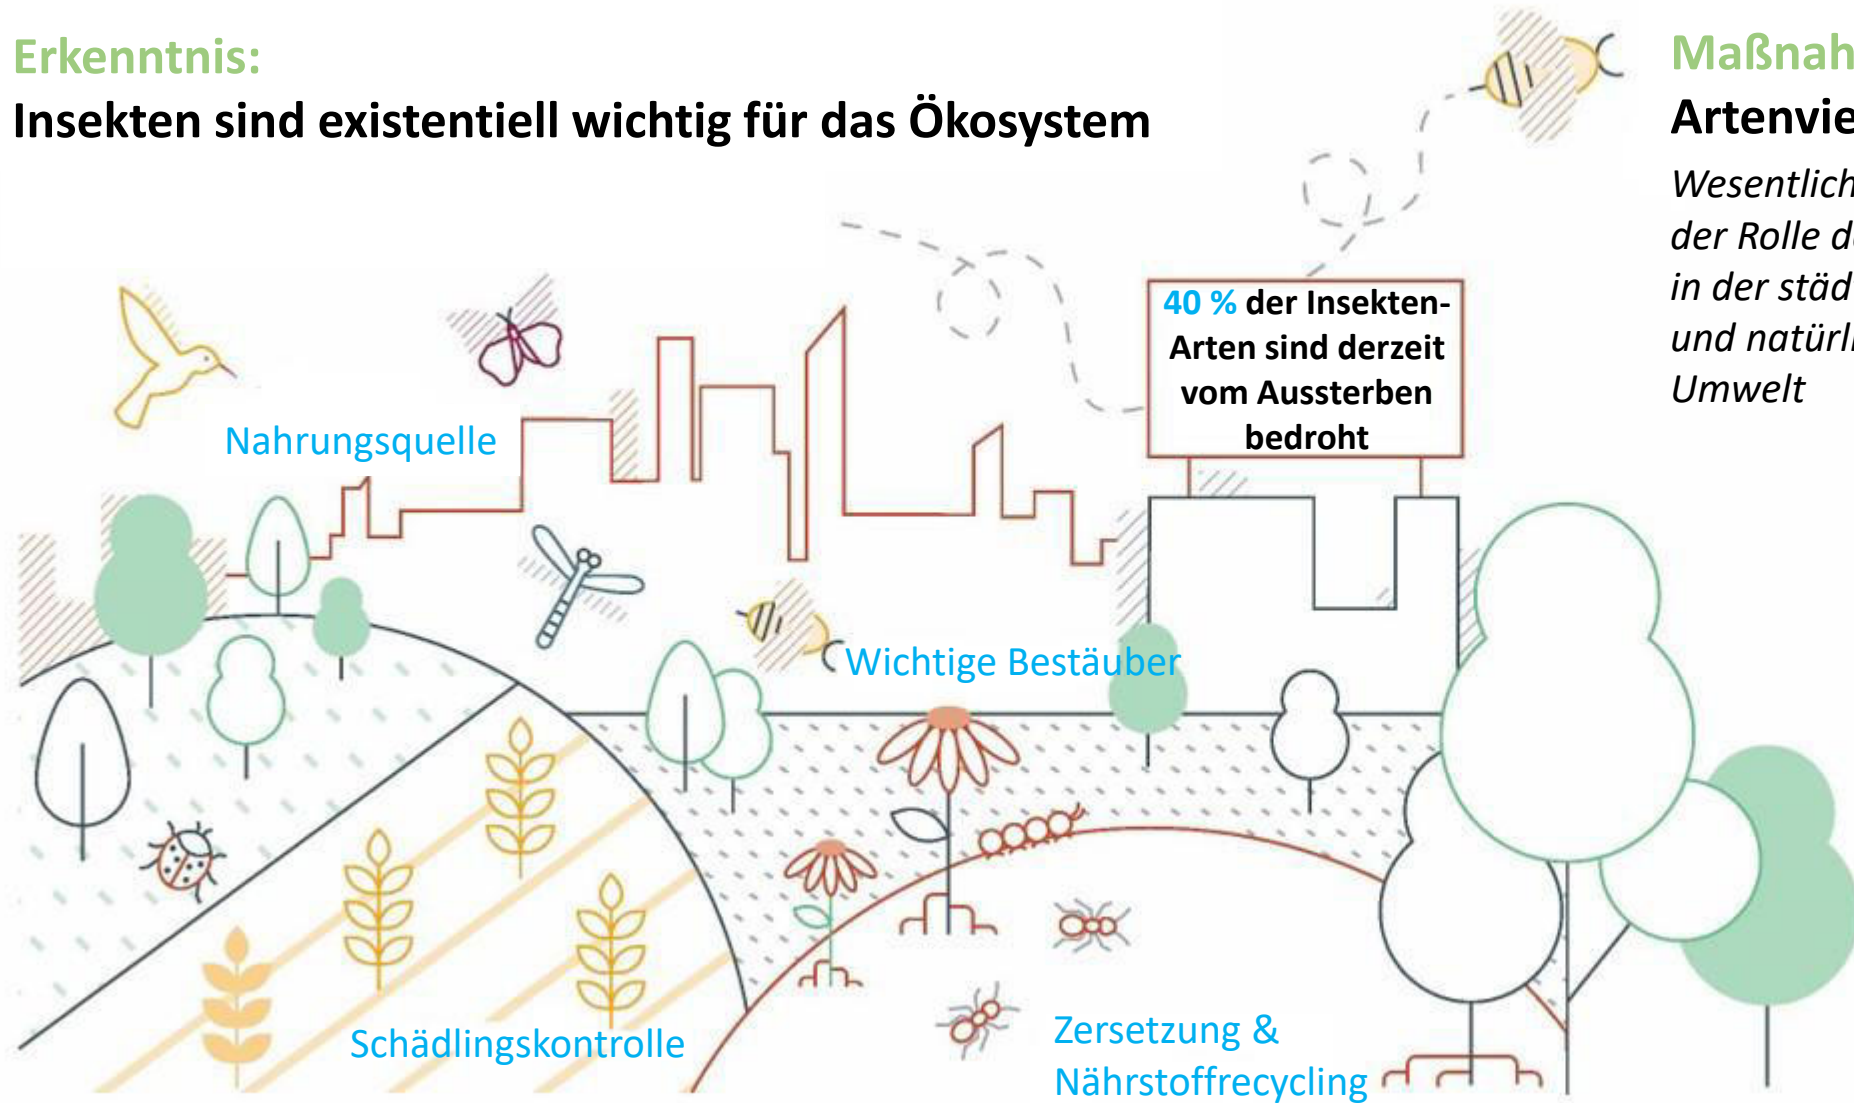 Erkenntnis:
Insekten sind existentiell wichtig für das Ökosystem
Maßnah
Artenvie
Wesentlich
der Rolle d
in der städ
und natürl
Umwelt
40 % der Insekten-
Arten sind derzeit
vom Aussterben
bedroht
Nahrungsquelle
Wichtige Bestäuber
Schädlingskontrolle
Zersetzung &
Nährstoffrecycling